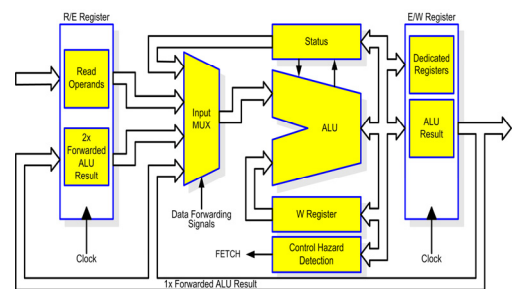 R/E Register
E/W Register
Read
Operands
2x
Forwarded
ALU
Result
Clock
Input
MUX
Data Forwarding
Signals
Status
ALU
W Register
Control Hazard
Detection
FETCH
Dedicated
Registers
ALU
Result
Clock
1x Forwarded ALU Result